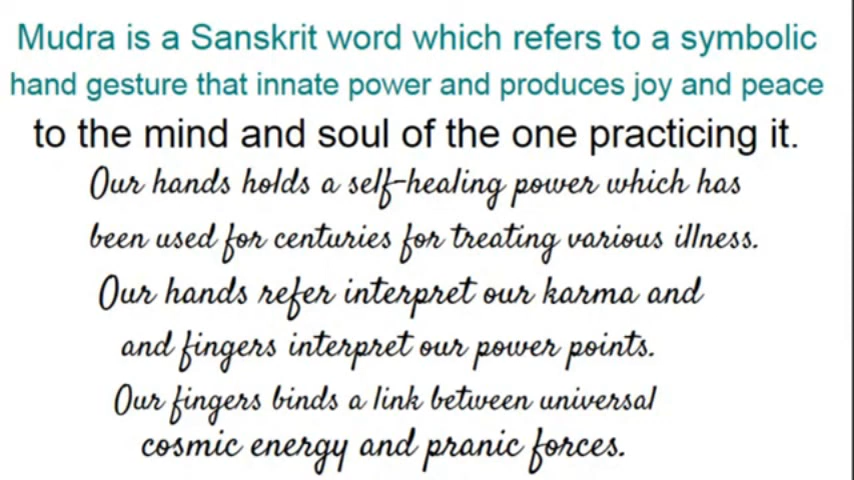 Mudra is a Sanskrit word which refers to a symbolic
hand gesture that innate power and produces joy and peace
to the mind and soul of the one practicing it.
Our hands holds a self-healing power which has
been used for centuries for treating various illness.
Our hands refer interpret our karma and
and fingers interpret our power points.
Our fingers binds a link between universal
cosmic energy and pranic forces.